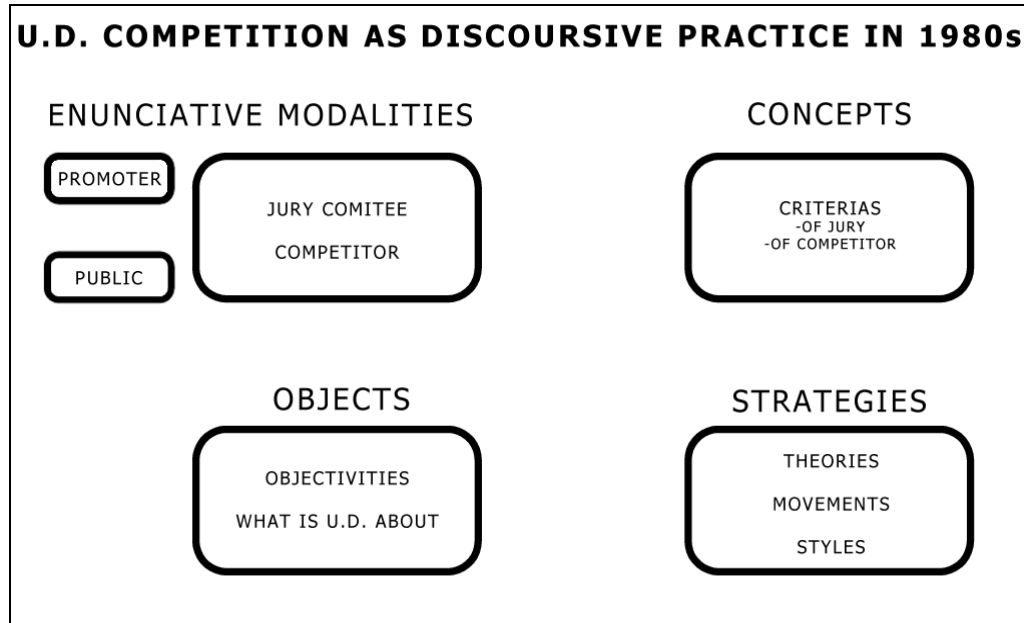 U.D. COMPETITION AS DISCOURSIVE PRACTICE IN 1980s
ENUNCIATIVE MODALITIES
PROMOTER
PUBLIC
JURY COMITEE
COMPETITOR
CONCEPTS
CRITERIAS
-OF JURY
-OF COMPETITOR
OBJECTS
OBJECTIVITIES
WHAT IS U.D. ABOUT
STRATEGIES
THEORIES
MOVEMENTS
STYLES